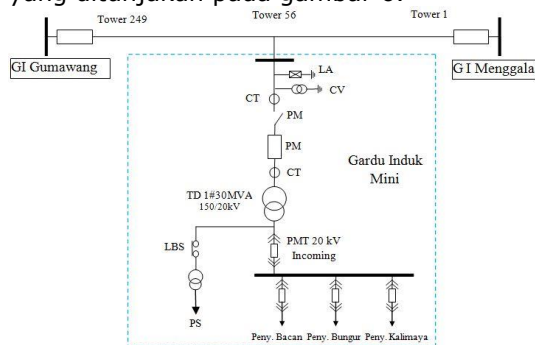 yang ditunjukan pada gambar 6.
Tower 249
Tower 56
Tower 1
GI Gumawang
G I Menggala
LA
CV
CT
PM
PM
CT
Gardu Induk
Mini
TD 1#30MVA
150/20kV
LBS
PMT 20 kV
Incoming
PS
Peny. Bacan
Peny. Bungur
Peny. Kalimaya